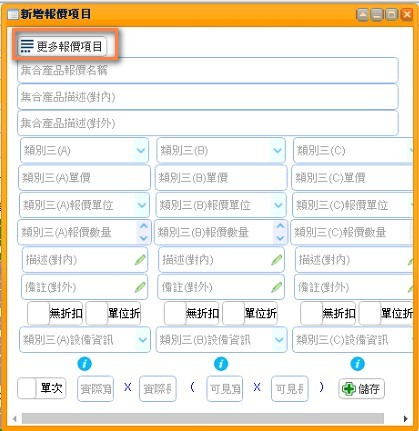 新增報價項目
更多報價項目
集合產品報價名稱
集合產品描述(對內)
集合產品描述(對外)
類別三(A) 類別三(B) 類別三(C)
類別三(A)單價 類別三(B)單價 類別三(C)單價
類別三(A)報價單位 類別三(B)報價單位 類別三(C)報價單位
類別三(A)報價數量 類別三(B)報價數量 類別三(C)報價數量
描述(對內) 描述(對內) 描述(對內)
備註(對外) 備註(對外) 備註(對外)
無折扣 單位折 無折扣 單位折 無折扣 單位折
類別三(A)設備資訊 類別三(B)設備資訊 類別三(C)設備資訊
單次 實際寬 X 實際長 ( 可見寬 X 可見長 ) 儲存